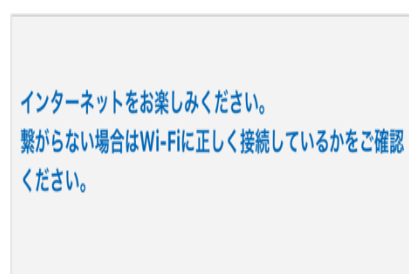 インターネットをお楽しみください。
繋がらない場合はWi-Fiに正しく接続しているかをご確認
ください。